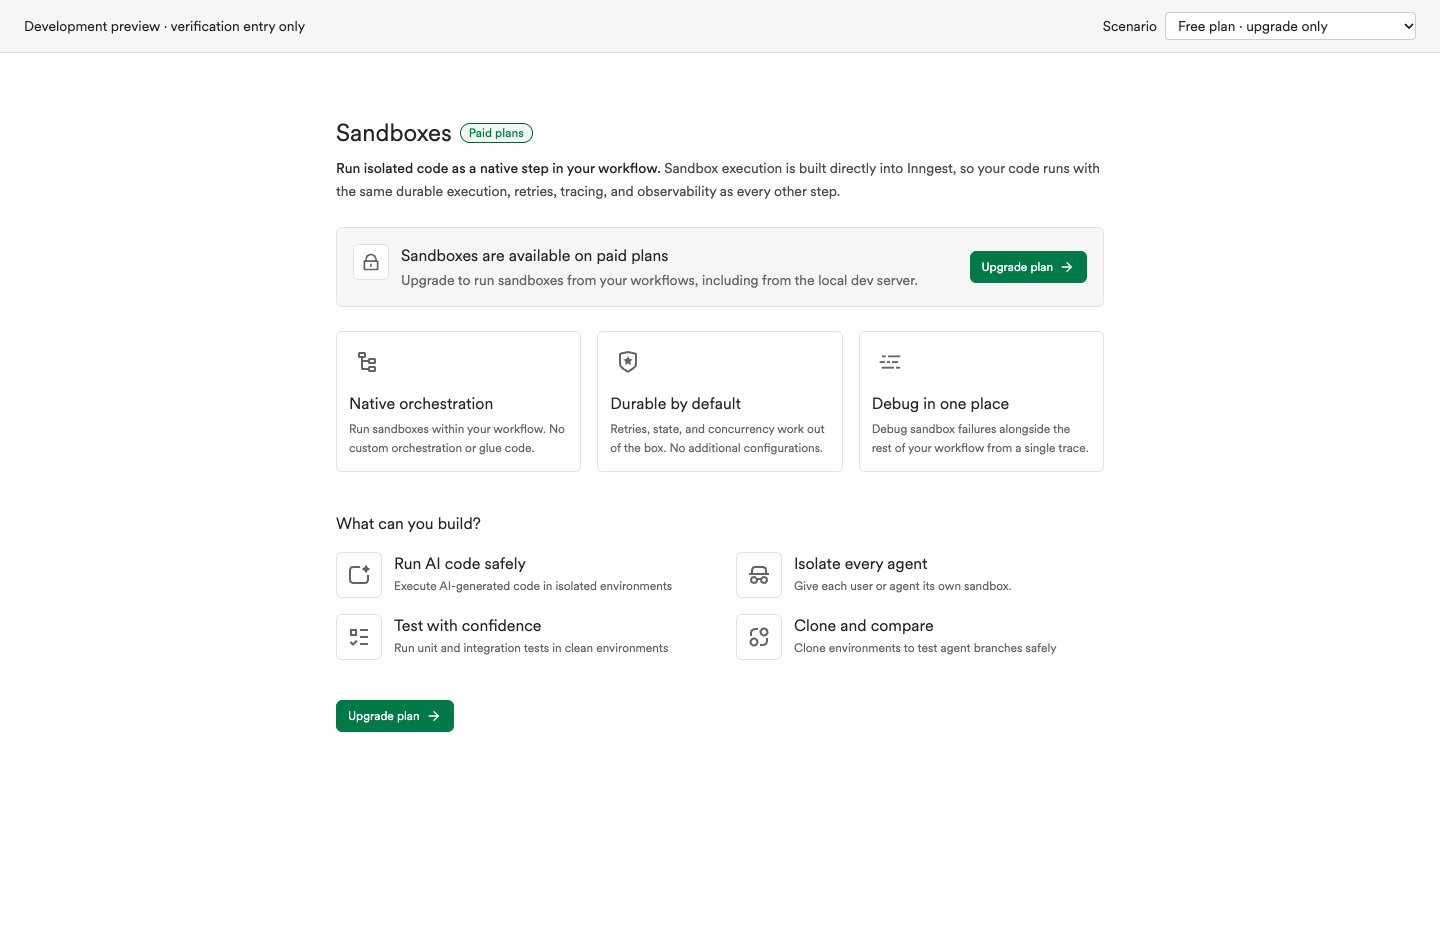 Development preview · verification entry only
Scenario
Free plan · upgrade only
Sandboxes
Paid plans
Run isolated code as a native step in your workflow. Sandbox execution is built directly into Inngest, so your code runs with
the same durable execution, retries, tracing, and observability as every other step.
Sandboxes are available on paid plans
Upgrade to run sandboxes from your workflows, including from the local dev server.
Upgrade plan
Native orchestration
Run sandboxes within your workflow. No
custom orchestration or glue code.
Durable by default
Retries, state, and concurrency work out
of the box. No additional configurations.
Debug in one place
Debug sandbox failures alongside the
rest of your workflow from a single trace.
What can you build?
Run AI code safely
Execute AI-generated code in isolated environments
Isolate every agent
Give each user or agent its own sandbox.
Test with confidence
Run unit and integration tests in clean environments
Clone and compare
Clone environments to test agent branches safely
Upgrade plan